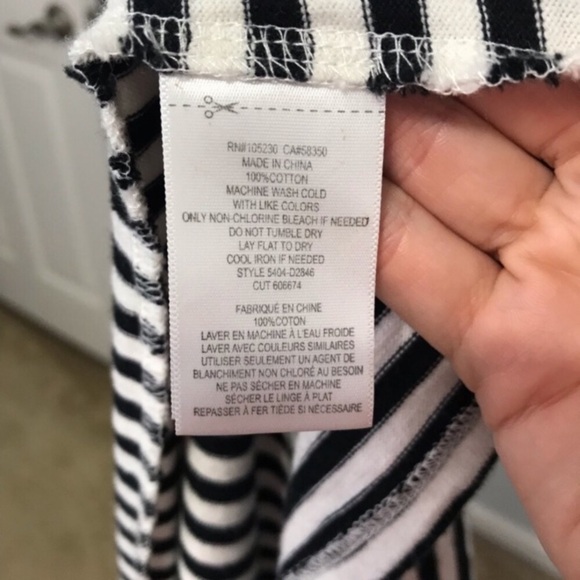 RN#105230 CA#58350
MADE IN CHINA
100%COTTON
MACHINE WASH COLD
WITH LIKE COLORS
ONLY NON-CHLORINE BLEACH IF NEEDED
DO NOT TUMBLE DRY
LAY FLAT TO DRY
COOL IRON IF NEEDED
STYLE 5404-D2846
CUT 606674
FABRIQUÉ EN CHINE
100%COTON
LAVER EN MACHINE À L'EAU FROIDE
LAVER AVEC COULEURS SIMILAIRES
UTILISER SEULEMENT UN AGENT DE
BLANCHIMENT NON CHLORÉ AU BESOIN
NE PAS SÉCHER EN MACHINE
SÉCHER LE LINGE À PLAT
REPASSER À FER TIÈDE SI NÉCESSAIRE